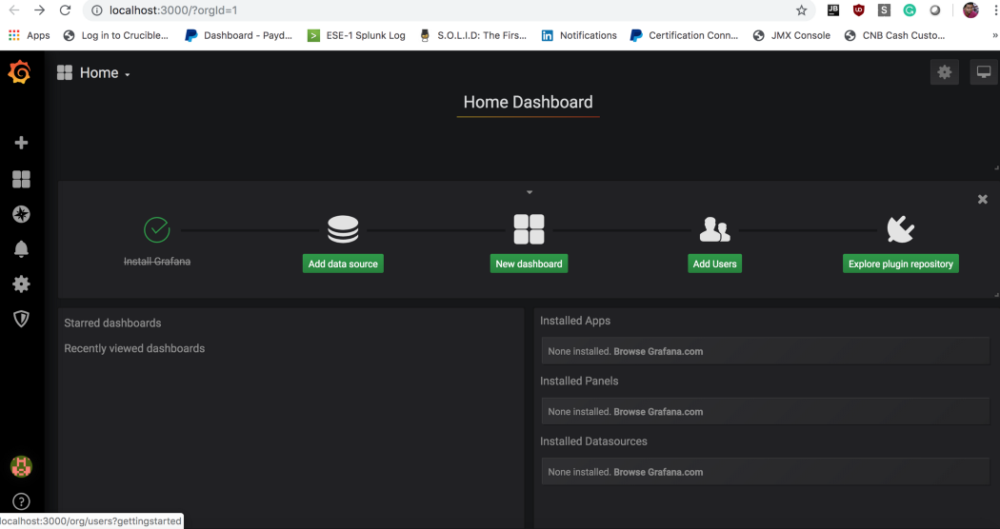 localhost:3000/?orgId=1
JB
UD
S
G
Apps
Log in to Crucible...
Dashboard - Payd...
ESE-1 Splunk Log
S.O.L.I.D: The Firs...
in
Notifications
Certification Conn...
JMX Console
CNB Cash Custo...
»
Home
Home Dashboard
Install Grafana
Add data source
New dashboard
Add Users
Explore plugin repository
Starred dashboards
Recently viewed dashboards
Installed Apps
None installed. Browse Grafana.com
Installed Panels
None installed. Browse Grafana.com
Installed Datasources
None installed. Browse Grafana.com
?
localhost:3000/org/users?gettingstarted